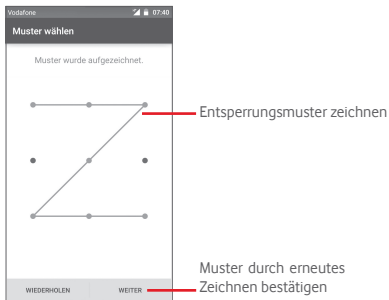 Vodafone 07:40
Muster wählen
Muster wurde aufgezeichnet.
Entsperrungsmuster zeichnen
Muster durch erneutes
Zeichnen bestätigen
WIEDERHOLEN WEITER